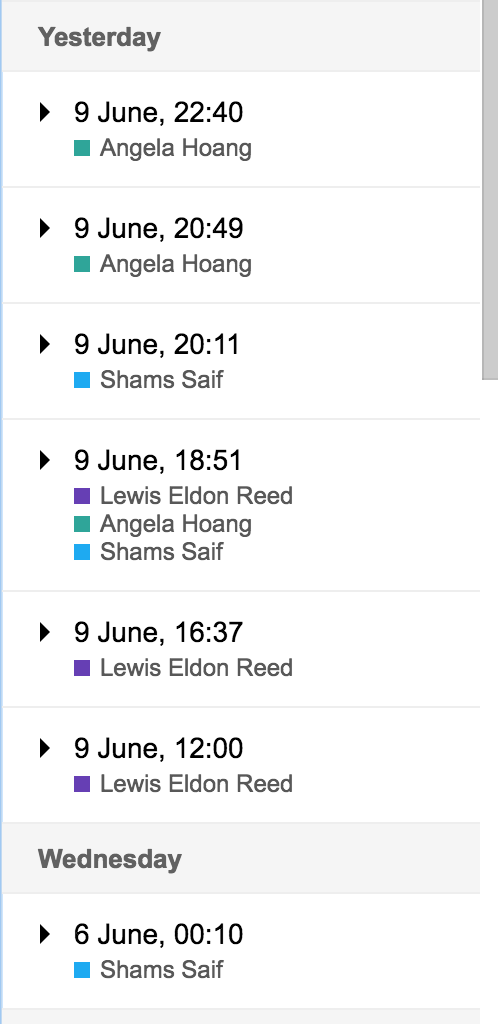 Yesterday
9 June, 22:40
Angela Hoang
9 June, 20:49
Angela Hoang
9 June, 20:11
Shams Saif
9 June, 18:51
Lewis Eldon Reed
Angela Hoang
Shams Saif
9 June, 16:37
Lewis Eldon Reed
9 June, 12:00
Lewis Eldon Reed
Wednesday
6 June, 00:10
Shams Saif